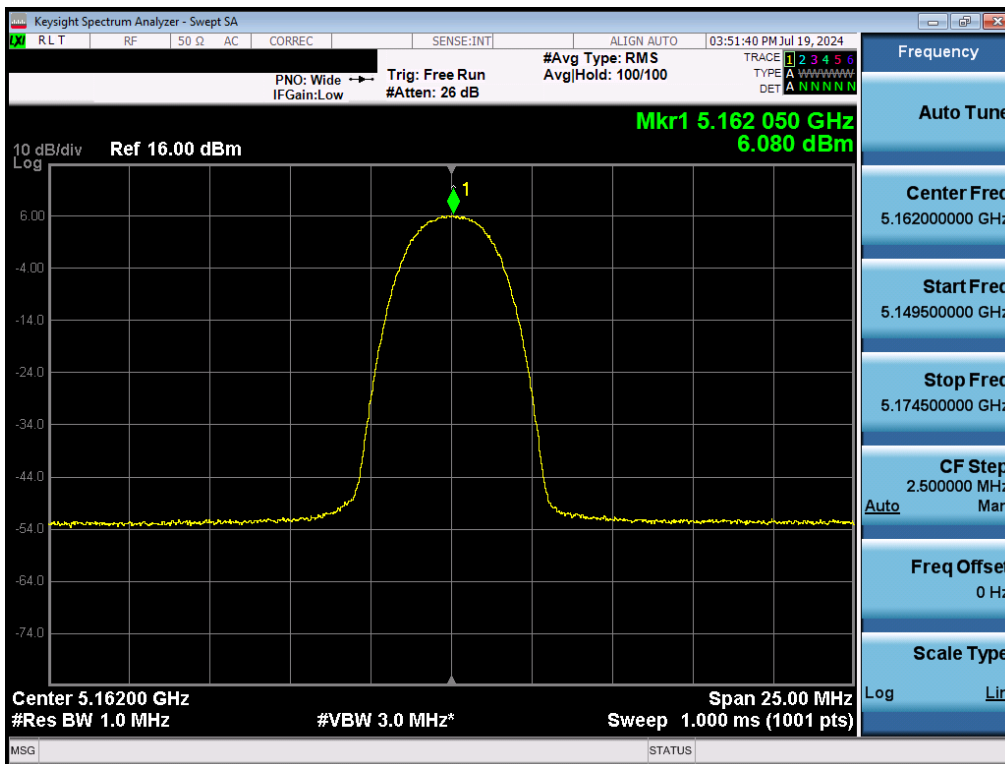 Keysight Spectrum Analyzer - Swept SA
LXI RLT RF 50 Ω AC CORREC SENSE:INT ALIGN AUTO 03:51:40 PM Jul 19, 2024
PNO: Wide
IFGain:Low
Trig: Free Run
#Atten: 26 dB
#Avg Type: RMS
Avg|Hold: 100/100
TRACE 1 2 3 4 5 6
TYPE A WWWWW
DET A N N N N N
Mkr1 5.162 050 GHz
6.080 dBm
10 dB/div Ref 16.00 dBm
Log
1
6.00
-4.00
-14.0
-24.0
-34.0
-44.0
-54.0
-64.0
-74.0
Center 5.16200 GHz Span 25.00 MHz
#Res BW 1.0 MHz #VBW 3.0 MHz* Sweep 1.000 ms (1001 pts)
MSG STATUS
Frequency
Auto Tune
Center Freq
5.162000000 GHz
Start Freq
5.149500000 GHz
Stop Freq
5.174500000 GHz
CF Step
2.500000 MHz
Auto Man
Freq Offset
0 Hz
Scale Type
Log Lin